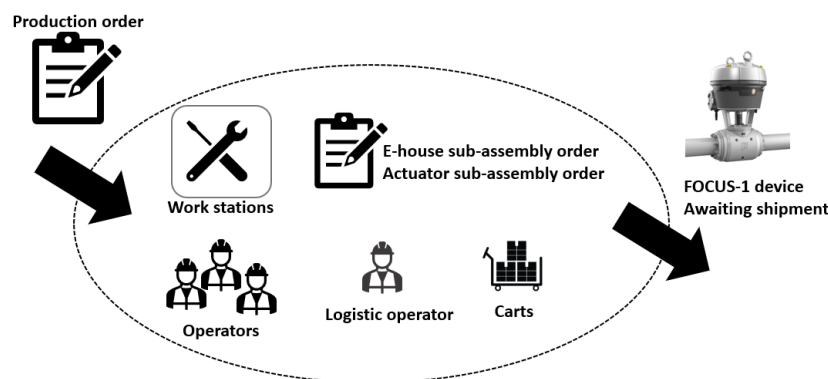 Production order
E-house sub-assembly order
Actuator sub-assembly order
Work stations
FOCUS-1 device
Awaiting shipment
Operators
Logistic operator
Carts